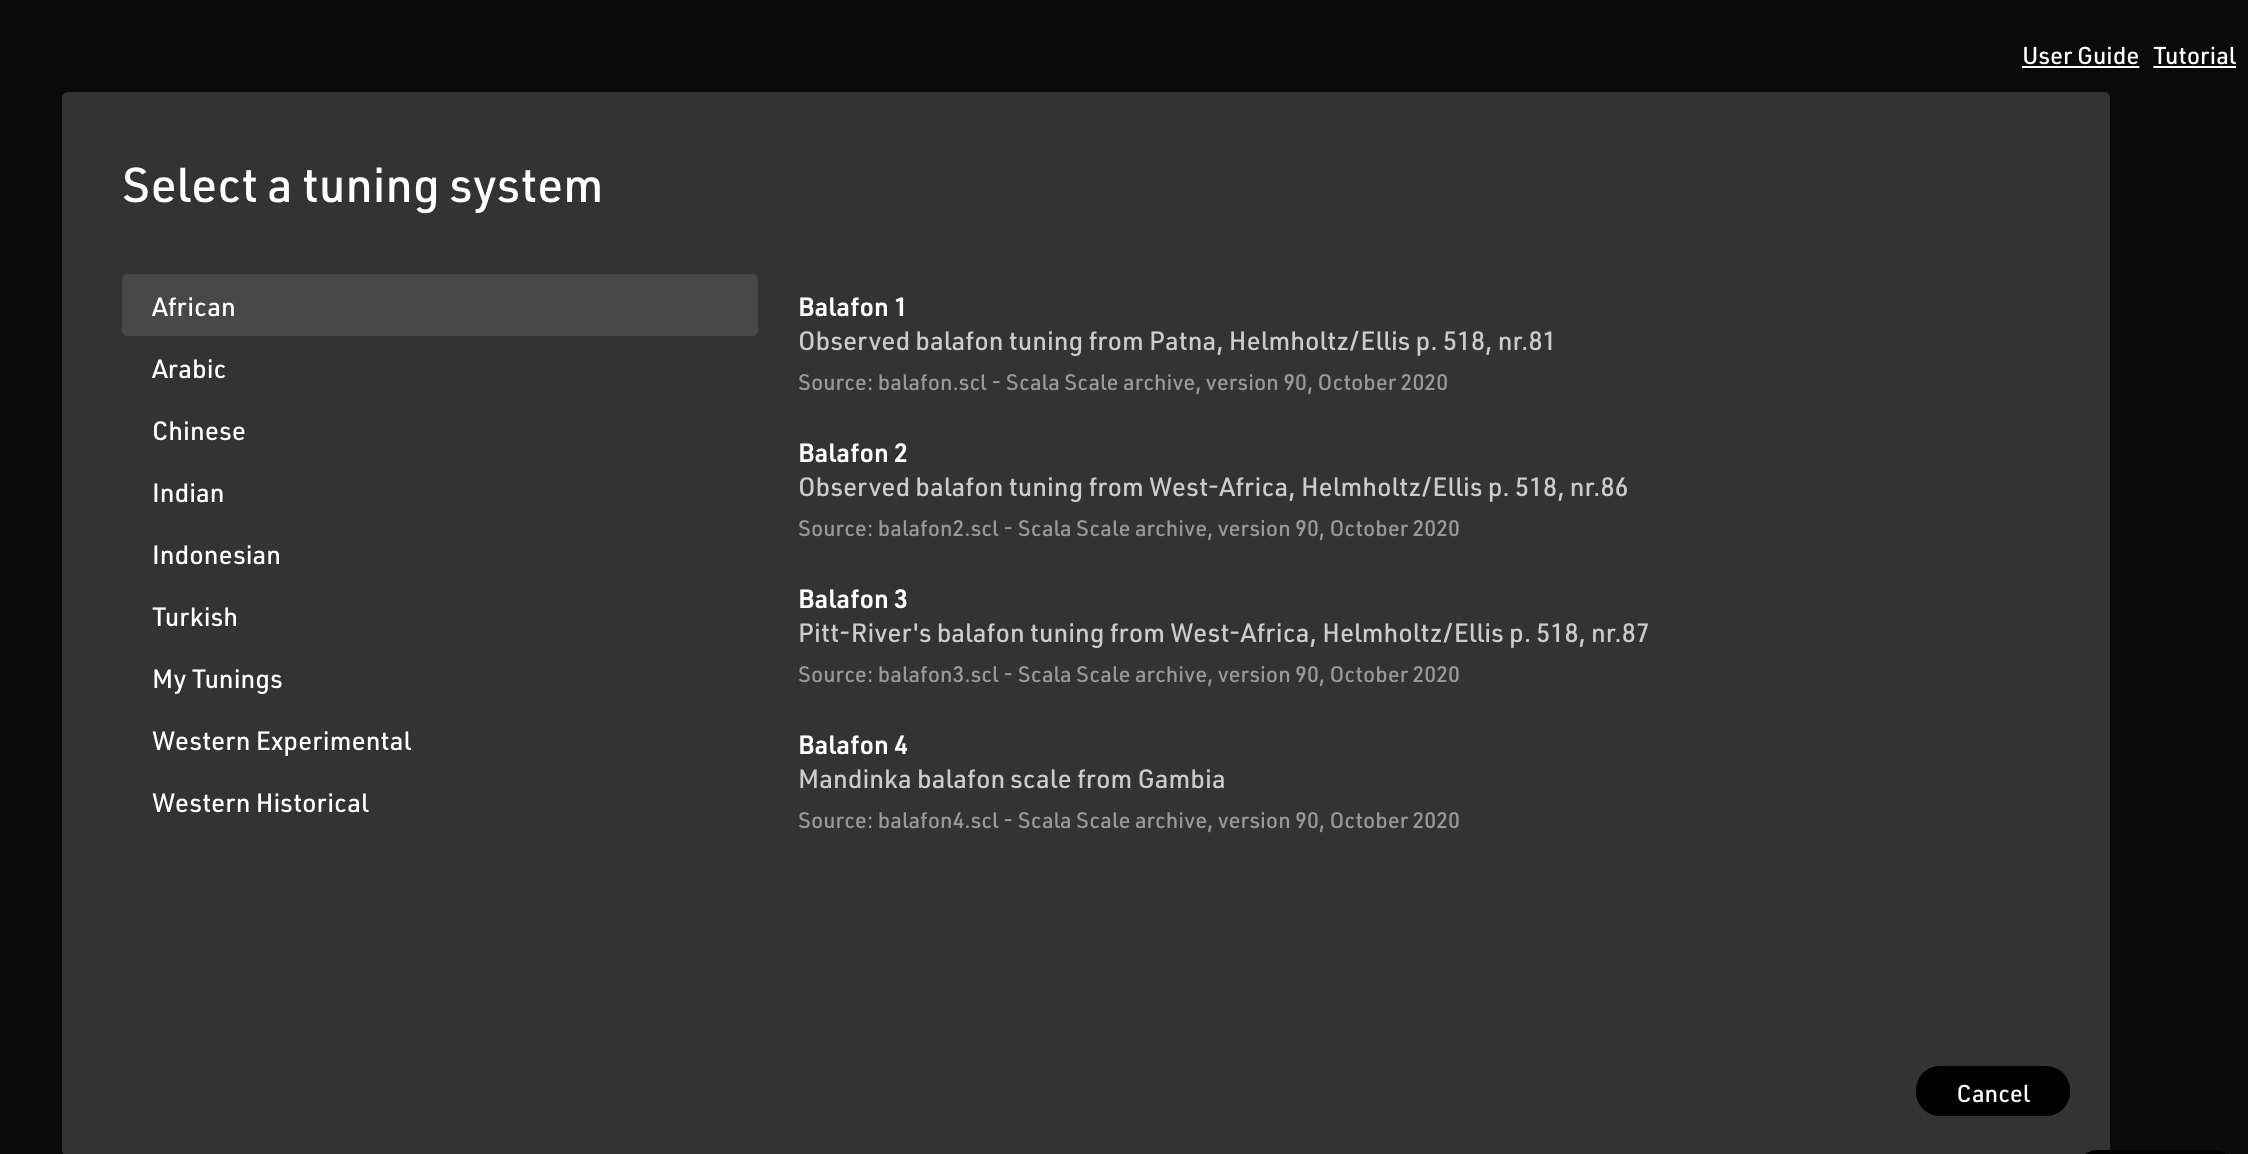 User Guide Tutorial
Select a tuning system
African
Arabic
Chinese
Indian
Indonesian
Turkish
My Tunings
Western Experimental
Western Historical
Balafon 1
Observed balafon tuning from Patna, Helmholtz/Ellis p. 518, nr.81
Source: balafon.scl - Scala Scale archive, version 90, October 2020
Balafon 2
Observed balafon tuning from West-Africa, Helmholtz/Ellis p. 518, nr.86
Source: balafon2.scl - Scala Scale archive, version 90, October 2020
Balafon 3
Pitt-River's balafon tuning from West-Africa, Helmholtz/Ellis p. 518, nr.87
Source: balafon3.scl - Scala Scale archive, version 90, October 2020
Balafon 4
Mandinka balafon scale from Gambia
Source: balafon4.scl - Scala Scale archive, version 90, October 2020
Cancel